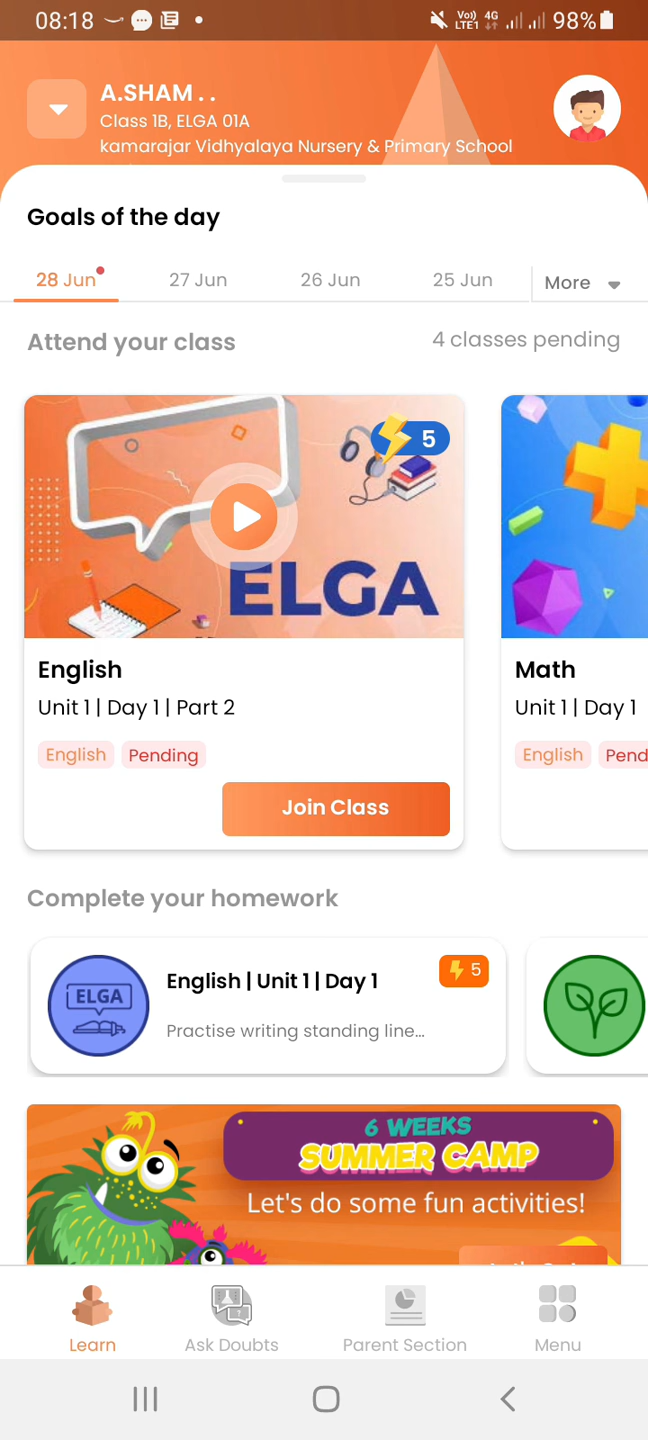 08:18
Vo)) 4G
LTE1
98%
A.SHAM . .
Class 1B, ELGA 01A
kamarajar Vidhyalaya Nursery & Primary School
Goals of the day
28 Jun 27 Jun 26 Jun 25 Jun More
Attend your class 4 classes pending
5
ELGA
English
Unit 1 | Day 1 | Part 2
English Pending
Join Class
Math
Unit 1 | Day 1
English Pend
Complete your homework
ELGA
English | Unit 1 | Day 1
5
Practise writing standing line...
6 WEEKS
SUMMER CAMP
Let's do some fun activities!
Learn Ask Doubts Parent Section Menu